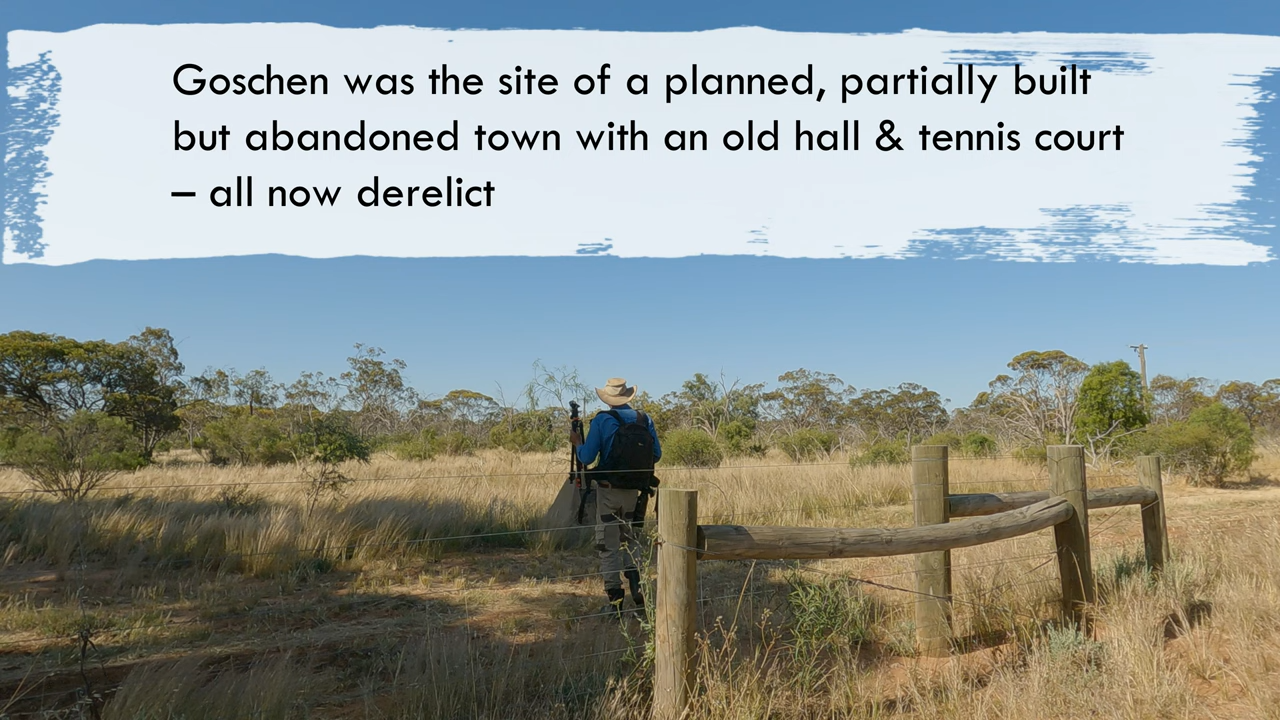 Goschen was the site of a planned, partially built
but abandoned town with an old hall & tennis court
– all now derelict